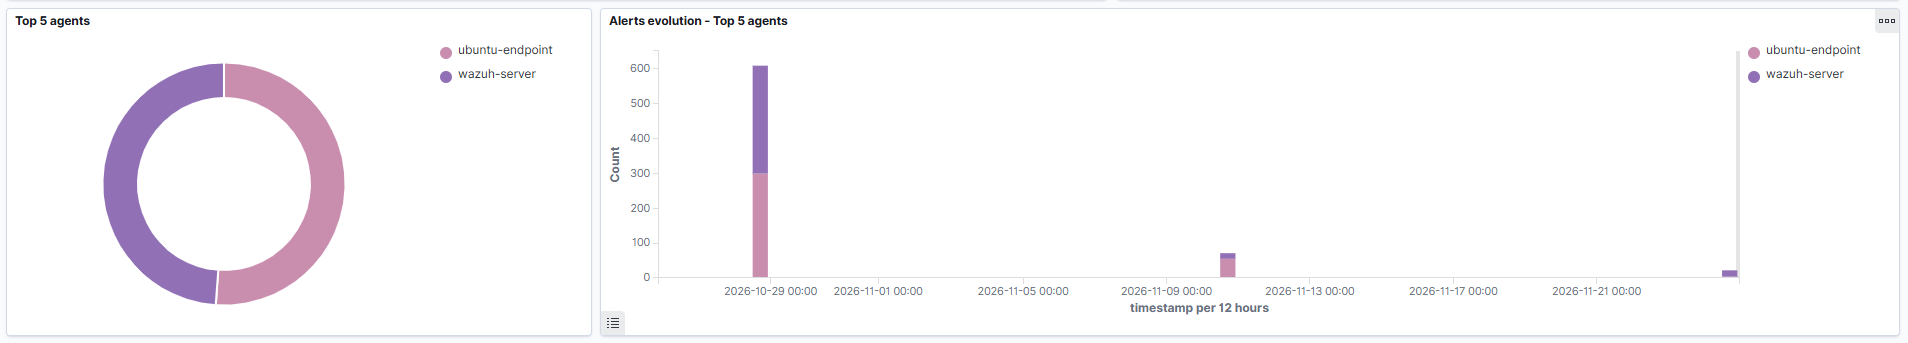 Top 5 agents
ubuntu-endpoint
wazuh-server
Alerts evolution - Top 5 agents
ubuntu-endpoint
wazuh-server
600
500
400
300
200
100
0
Count
2026-10-29 00:00 2026-11-01 00:00 2026-11-05 00:00 2026-11-09 00:00 2026-11-13 00:00 2026-11-17 00:00 2026-11-21 00:00
timestamp per 12 hours